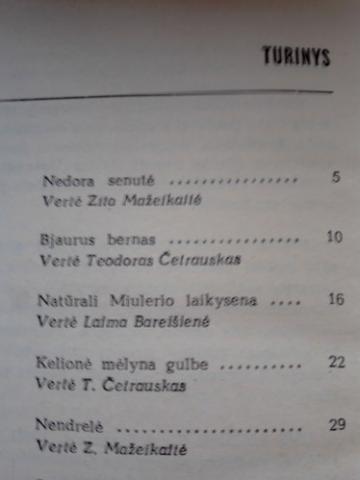 TURINYS
Nedora senutė ................ 5
Vertė Zita Mažeikaitė
Bjaurus bernas ................ 10
Vertė Teodoras Četrauskas
Natūrali Miulerio laikysena .... 16
Vertė Laima Bareišienė
Kelionė mėlyna gulbe .......... 22
Vertė T. Četrauskas
Nendrelė .................... 29
Vertė Z. Mažeikaitė